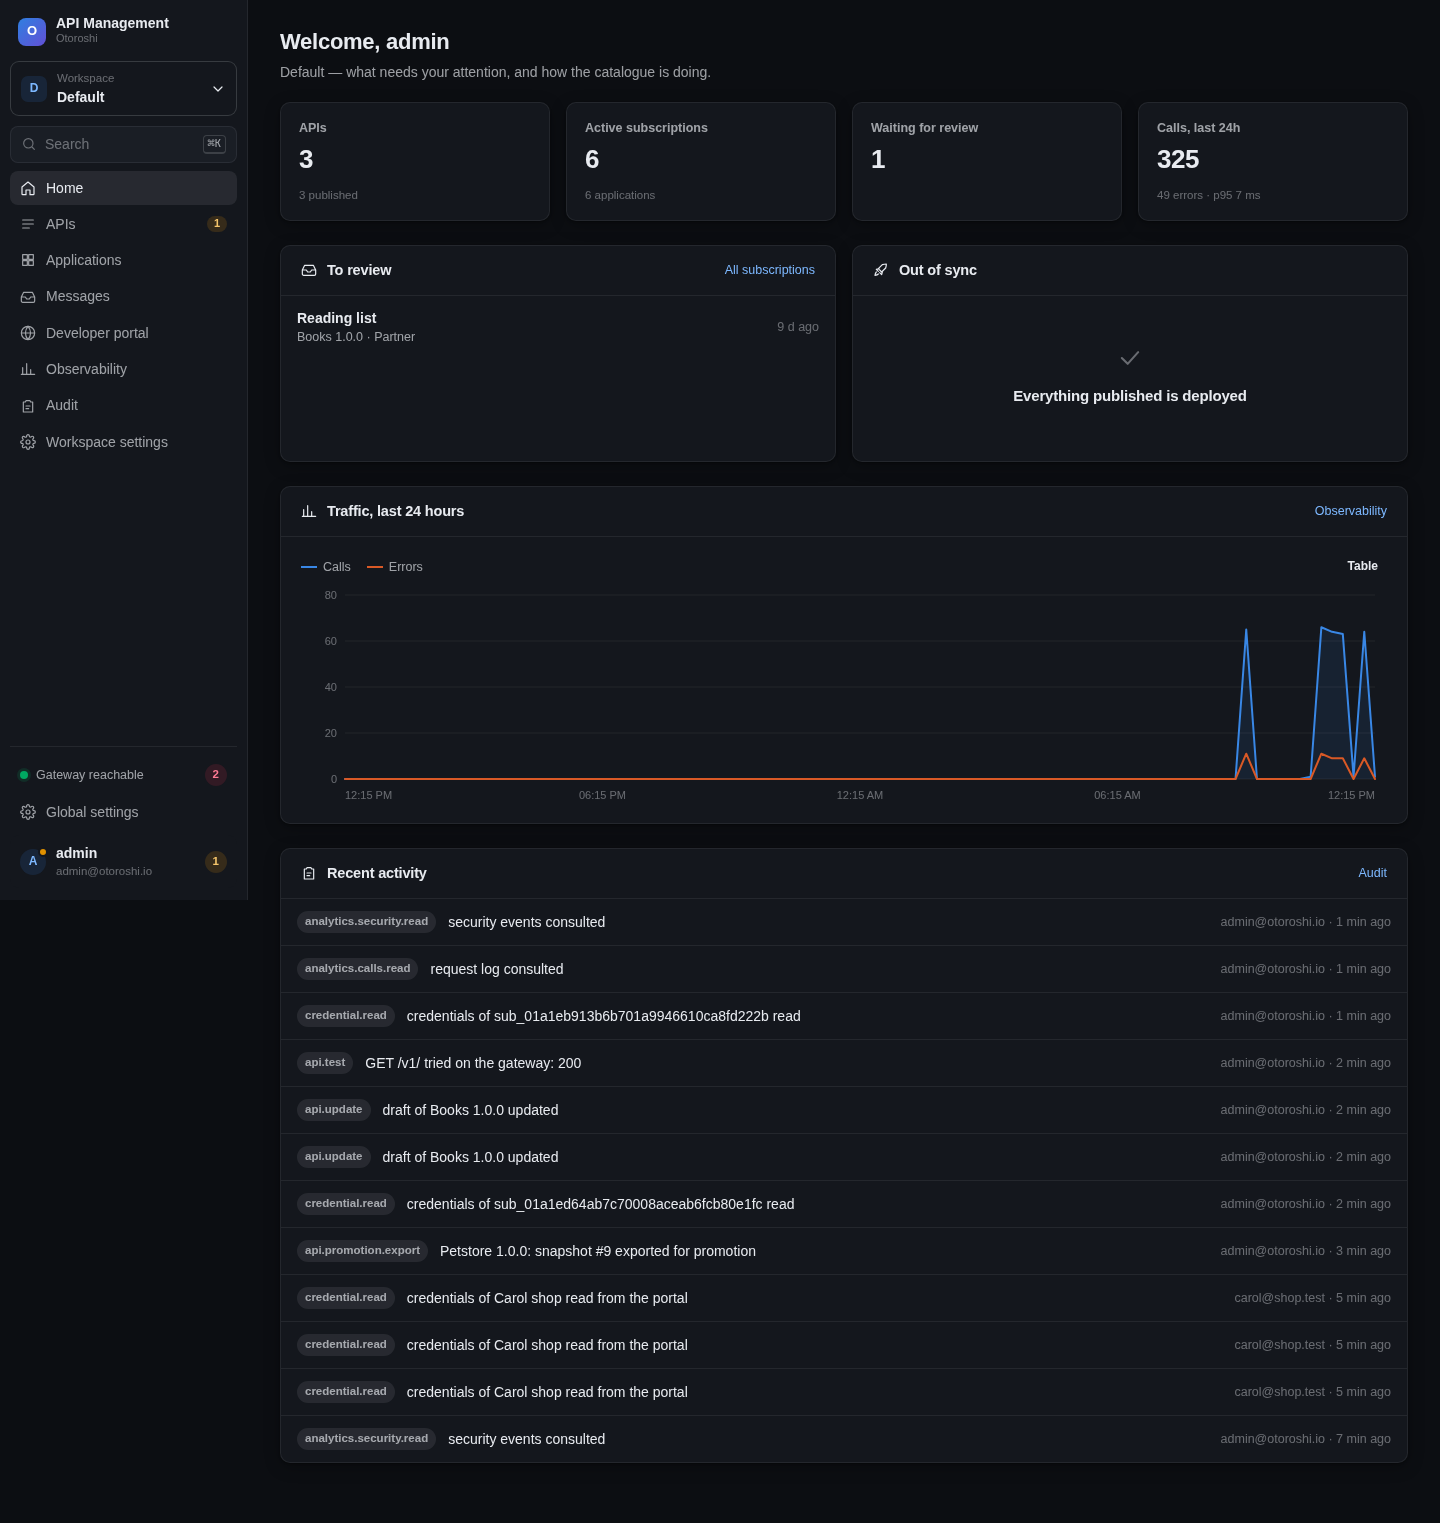 O
API Management
Otoroshi
D
Workspace
Default
Search
⌘K
Home
APIs
1
Applications
Messages
Developer portal
Observability
Audit
Workspace settings
Gateway reachable
2
Global settings
A
admin
admin@otoroshi.io
1
Welcome, admin
Default — what needs your attention, and how the catalogue is doing.
APIs
3
3 published
Active subscriptions
6
6 applications
Waiting for review
1
Calls, last 24h
325
49 errors · p95 7 ms
To review
All subscriptions
Reading list
Books 1.0.0 · Partner
9 d ago
Out of sync
Everything published is deployed
Traffic, last 24 hours
Observability
Calls
Errors
Table
80
60
40
20
0
12:15 PM
06:15 PM
12:15 AM
06:15 AM
12:15 PM
Recent activity
Audit
analytics.security.read security events consulted admin@otoroshi.io · 1 min ago
analytics.calls.read request log consulted admin@otoroshi.io · 1 min ago
credential.read credentials of sub_01a1eb913b6b701a9946610ca8fd222b read admin@otoroshi.io · 1 min ago
api.test GET /v1/ tried on the gateway: 200 admin@otoroshi.io · 2 min ago
api.update draft of Books 1.0.0 updated admin@otoroshi.io · 2 min ago
api.update draft of Books 1.0.0 updated admin@otoroshi.io · 2 min ago
credential.read credentials of sub_01a1ed64ab7c70008aceab6fcb80e1fc read admin@otoroshi.io · 2 min ago
api.promotion.export Petstore 1.0.0: snapshot #9 exported for promotion admin@otoroshi.io · 3 min ago
credential.read credentials of Carol shop read from the portal carol@shop.test · 5 min ago
credential.read credentials of Carol shop read from the portal carol@shop.test · 5 min ago
credential.read credentials of Carol shop read from the portal carol@shop.test · 5 min ago
analytics.security.read security events consulted admin@otoroshi.io · 7 min ago